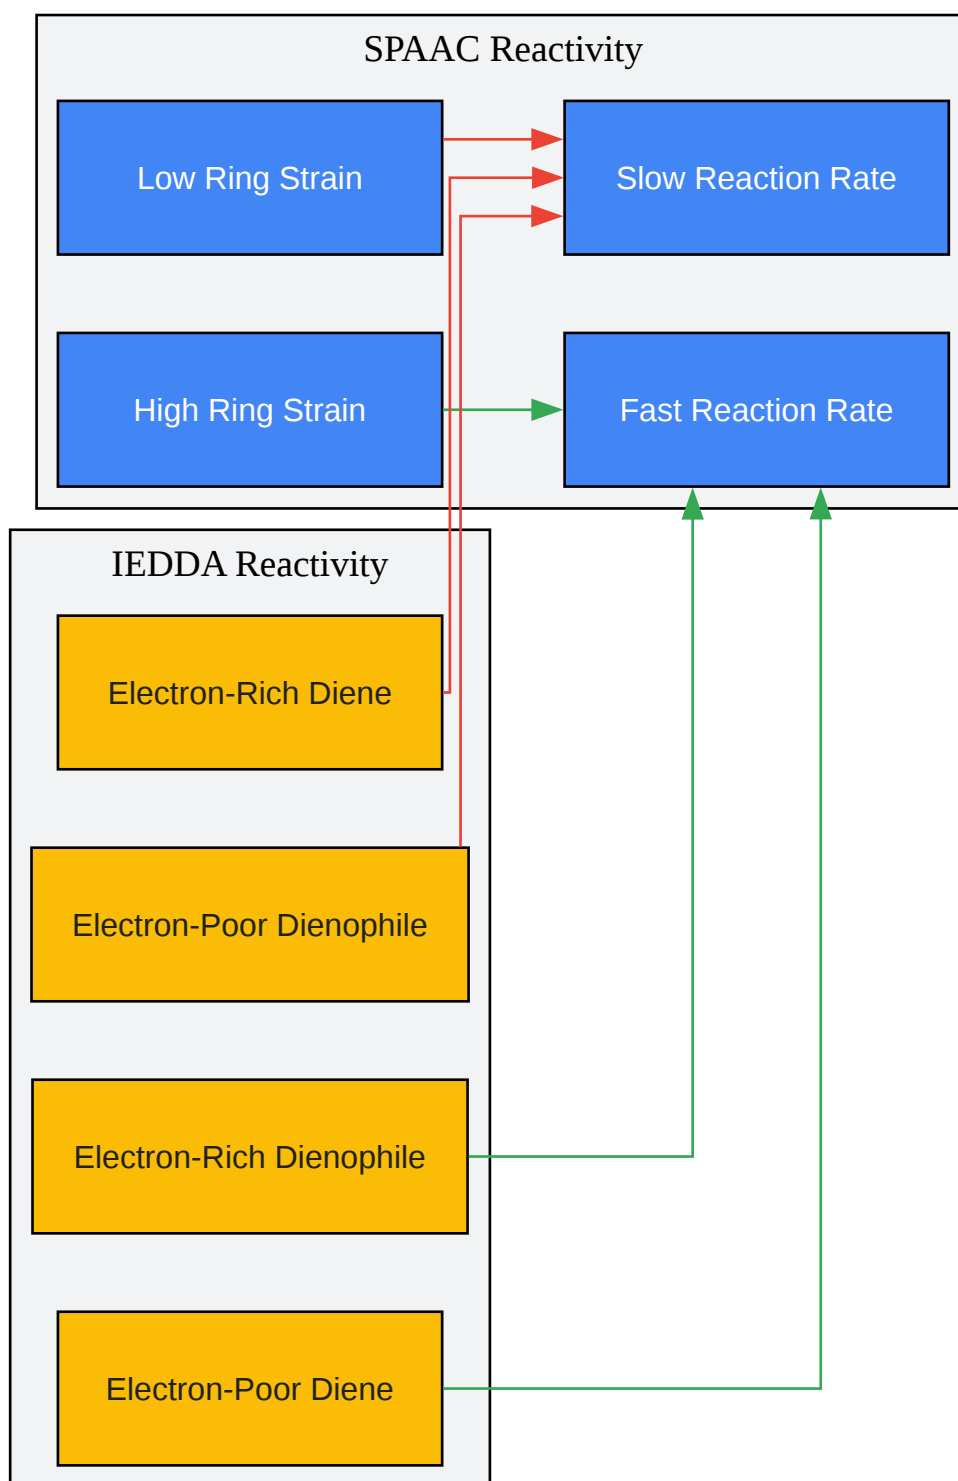 SPAAC Reactivity
Low Ring Strain
Slow Reaction Rate
High Ring Strain
Fast Reaction Rate
IEDDA Reactivity
Electron-Rich Diene
Electron-Poor Dienophile
Electron-Rich Dienophile
Electron-Poor Diene